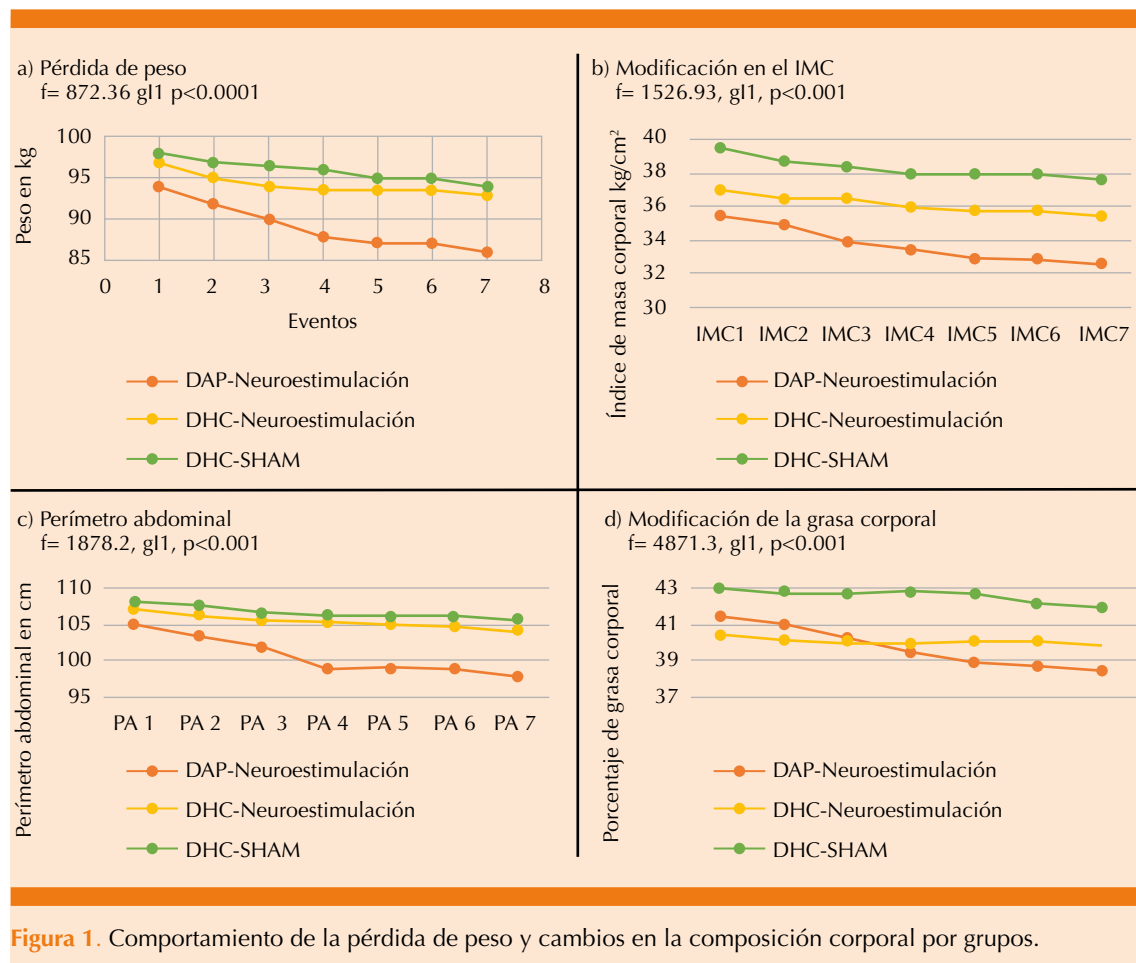 a) Pérdida de peso
f= 872.36 gl1 p<0.0001
Peso en kg
100
95
90
85
0 1 2 3 4 5 6 7 8
Eventos
DAP-Neuroestimulación
DHC-Neuroestimulación
DHC-SHAM
b) Modificación en el IMC
f= 1526.93, gl1, p<0.001
Índice de masa corporal kg/cm²
40
38
36
34
32
30
IMC1 IMC2 IMC3 IMC4 IMC5 IMC6 IMC7
DAP-Neuroestimulación
DHC-Neuroestimulación
DHC-SHAM
c) Perímetro abdominal
f= 1878.2, gl1, p<0.001
Perímetro abdominal en cm
110
105
100
95
PA 1 PA 2 PA 3 PA 4 PA 5 PA 6 PA 7
DAP-Neuroestimulación
DHC-Neuroestimulación
DHC-SHAM
d) Modificación de la grasa corporal
f= 4871.3, gl1, p<0.001
Porcentaje de grasa corporal
43
41
39
37
DAP-Neuroestimulación
DHC-Neuroestimulación
DHC-SHAM
Figura 1. Comportamiento de la pérdida de peso y cambios en la composición corporal por grupos.